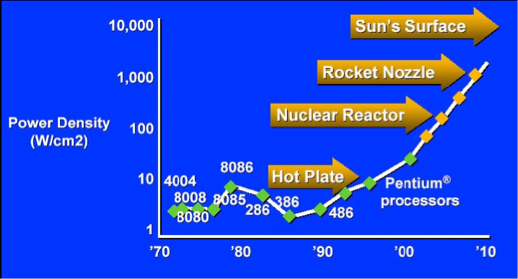 10,000
Sun's Surface
1,000
Rocket Nozzle
Power Density
(W/cm2)
100
Nuclear Reactor
10
Hot Plate
4004
8008
8080
8086
8085
286
386
486
Pentium®
processors
1
'70
'80
'90
'00
'10